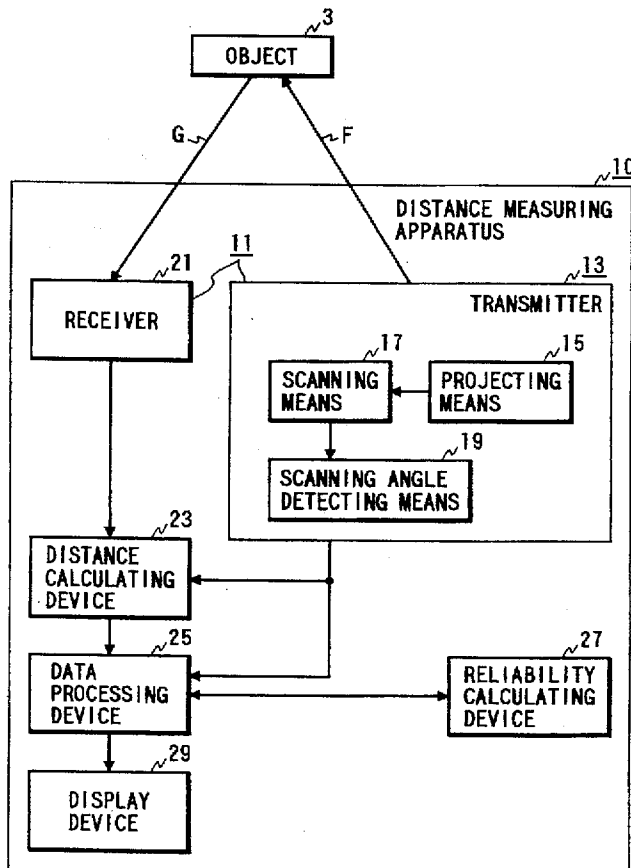 3
OBJECT
G
F
10
DISTANCE MEASURING
APPARATUS
21
11
13
RECEIVER
TRANSMITTER
17
15
SCANNING
MEANS
PROJECTING
MEANS
19
SCANNING ANGLE
DETECTING MEANS
23
DISTANCE
CALCULATING
DEVICE
25
27
DATA
PROCESSING
DEVICE
RELIABILITY
CALCULATING
DEVICE
29
DISPLAY
DEVICE